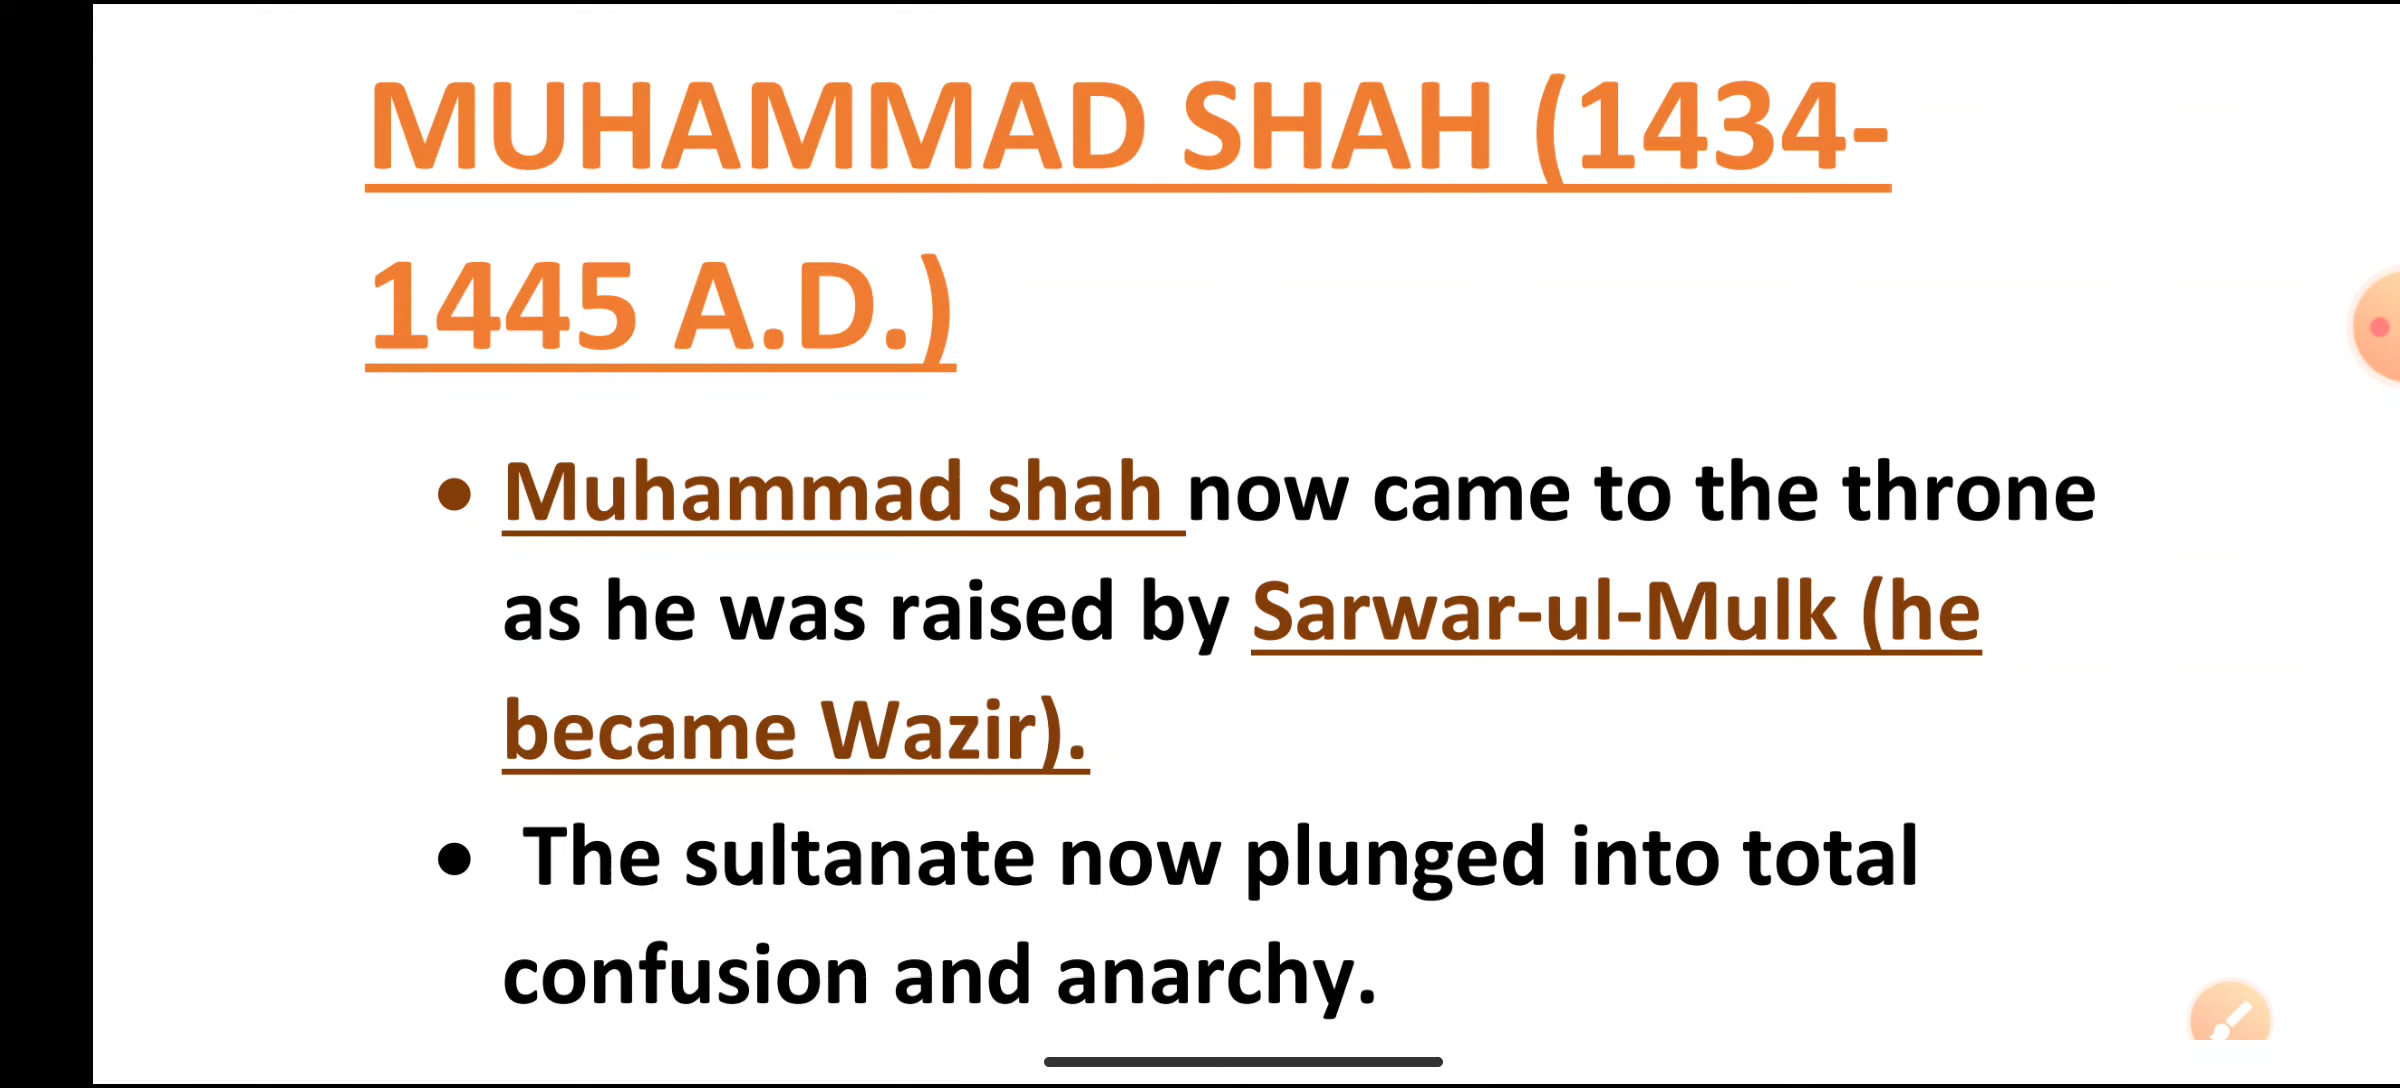 MUHAMMAD SHAH (1434-
1445 A.D.)
• Muhammad shah now came to the throne
as he was raised by Sarwar-ul-Mulk (he
became Wazir).
• The sultanate now plunged into total
confusion and anarchy.